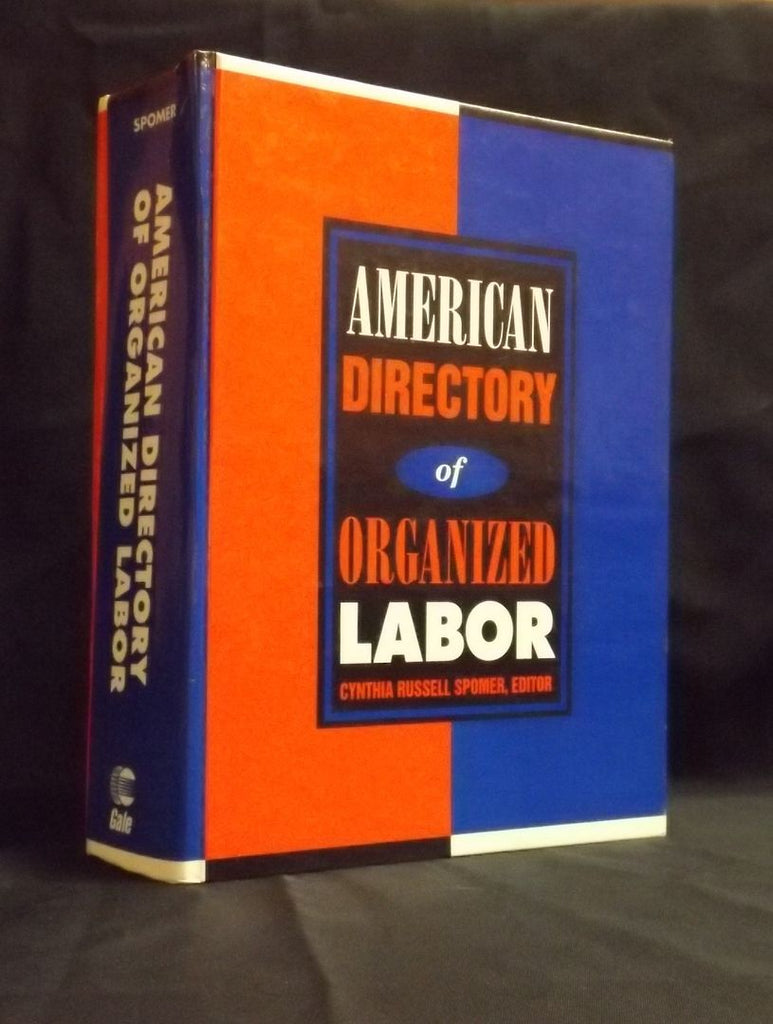 SPOMER
AMERICAN DIRECTORY
OF ORGANIZED LABOR
Gale
AMERICAN
DIRECTORY
of
ORGANIZED
LABOR
CYNTHIA RUSSELL SPOMER, EDITOR